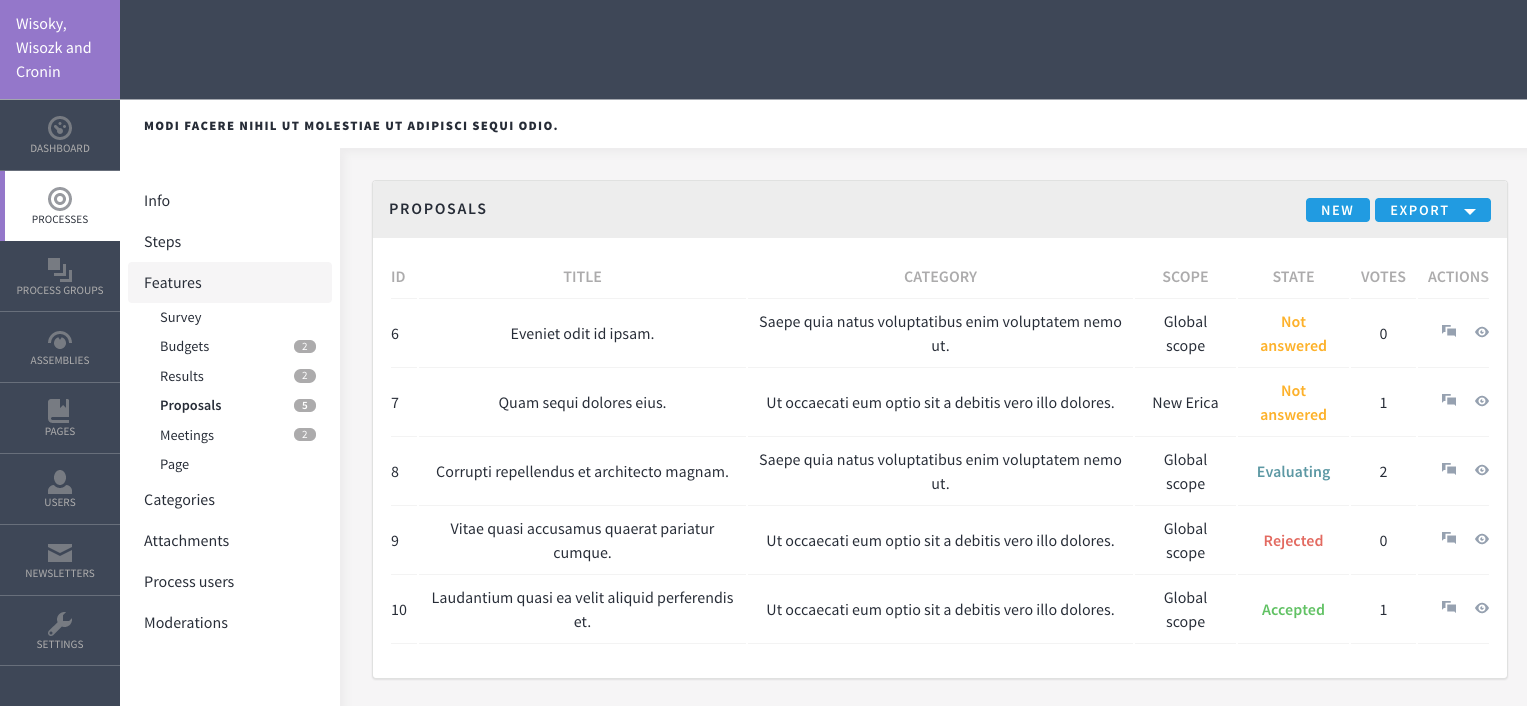 Wisoky,
Wisozk and
Cronin
DASHBOARD
PROCESSES
PROCESS GROUPS
ASSEMBLIES
PAGES
USERS
NEWSLETTERS
SETTINGS
MODI FACERE NIHIL UT MOLESTIAE UT ADIPISCI SEQUI ODIO.
Info
Steps
Features
Survey
Budgets 2
Results 2
Proposals 5
Meetings 2
Page
Categories
Attachments
Process users
Moderations
PROPOSALS NEW EXPORT
ID TITLE CATEGORY SCOPE STATE VOTES ACTIONS
6 Eveniet odit id ipsam. Saepe quia natus voluptatibus enim voluptatem nemo Global Not 0
ut. scope answered
7 Quam sequi dolores eius. Ut occaecati eum optio sit a debitis vero illo dolores. New Erica Not 1
answered
8 Corrupti repellendus et architecto magnam. Saepe quia natus voluptatibus enim voluptatem nemo Global Evaluating 2
ut. scope
9 Vitae quasi accusamus quaerat pariatur Ut occaecati eum optio sit a debitis vero illo dolores. Global Rejected 0
cumque. scope
10 Laudantium quasi ea velit aliquid perferendis Ut occaecati eum optio sit a debitis vero illo dolores. Global Accepted 1
et. scope